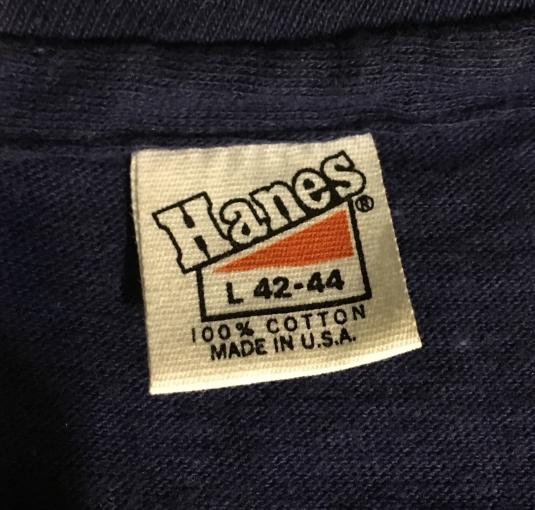 Hanes®
L 42-44
100% COTTON
MADE IN U.S.A.